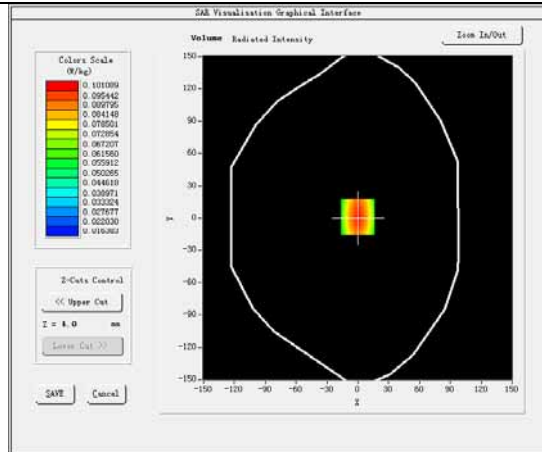 SAR Visualisation Graphical Interface
Volume Radiated Intensity
Zoom In/Out
Colors Scale
(W/kg)
0.101089
0.095442
0.089795
0.084148
0.078501
0.072854
0.067207
0.061560
0.055912
0.050265
0.044618
0.038971
0.033324
0.027677
0.022030
0.016383
Z-Cuts Control
<< Upper Cut
Z = 4.0 mm
Lower Cut >>
SAVE Cancel
150
120
90
60
30
0
-30
-60
-90
-120
-150
Y
-150 -120 -90 -60 -30 0 30 60 90 120 150
X